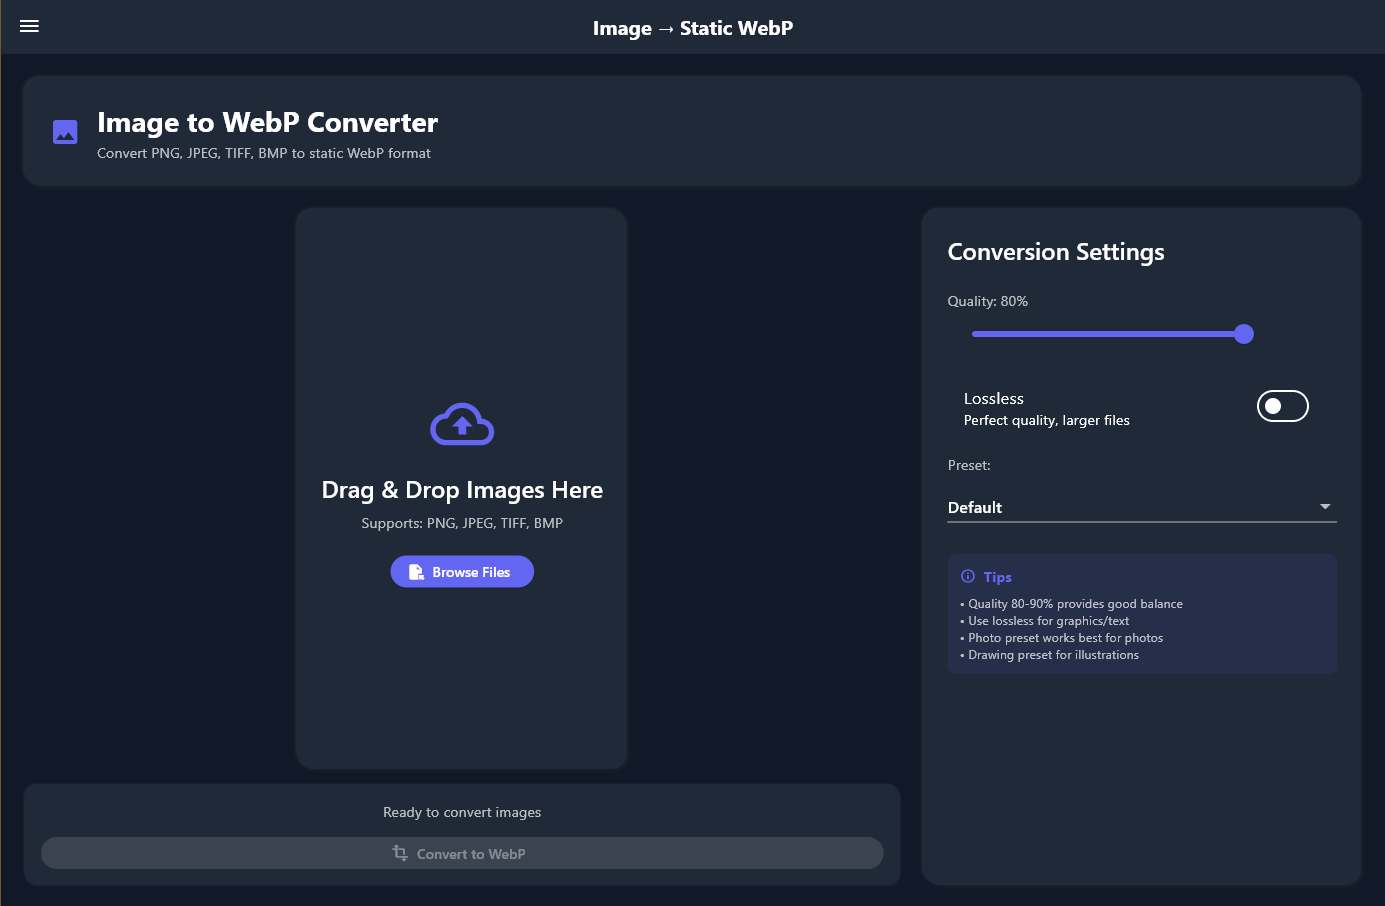 Image → Static WebP
Image to WebP Converter
Convert PNG, JPEG, TIFF, BMP to static WebP format
Drag & Drop Images Here
Supports: PNG, JPEG, TIFF, BMP
Browse Files
Ready to convert images
Convert to WebP
Conversion Settings
Quality: 80%
Lossless
Perfect quality, larger files
Preset:
Default
Tips
• Quality 80-90% provides good balance
• Use lossless for graphics/text
• Photo preset works best for photos
• Drawing preset for illustrations